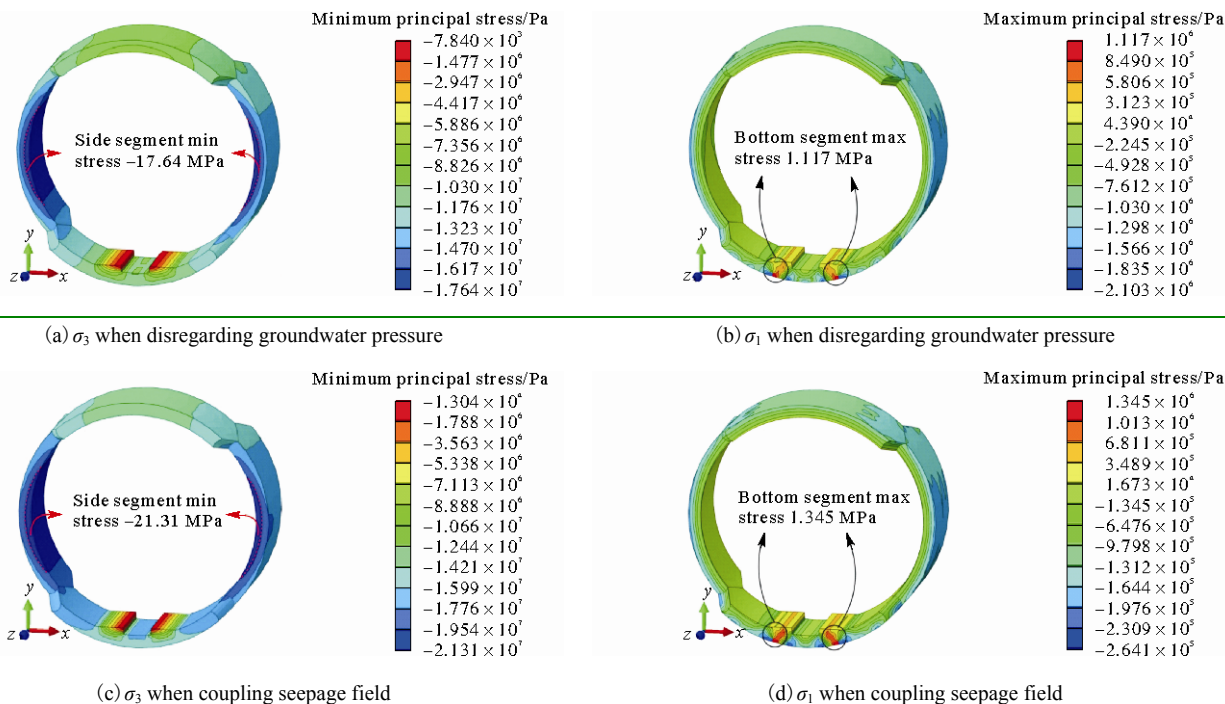 Minimum principal stress/Pa
−7.840 × 10³
−1.477 × 10⁶
−2.947 × 10⁶
−4.417 × 10⁶
−5.886 × 10⁶
−7.356 × 10⁶
−8.826 × 10⁶
−1.030 × 10⁷
−1.176 × 10⁷
−1.323 × 10⁷
−1.470 × 10⁷
−1.617 × 10⁷
−1.764 × 10⁷
Side segment min
stress −17.64 MPa
y
z
x
(a) σ₃ when disregarding groundwater pressure
Maximum principal stress/Pa
1.117 × 10⁶
8.490 × 10⁵
5.806 × 10⁵
3.123 × 10⁵
4.390 × 10⁴
−2.245 × 10⁵
−4.928 × 10⁵
−7.612 × 10⁵
−1.030 × 10⁶
−1.298 × 10⁶
−1.566 × 10⁶
−1.835 × 10⁶
−2.103 × 10⁶
Bottom segment max
stress 1.117 MPa
y
z
x
(b) σ₁ when disregarding groundwater pressure
Minimum principal stress/Pa
−1.304 × 10⁴
−1.788 × 10⁶
−3.563 × 10⁶
−5.338 × 10⁶
−7.113 × 10⁶
−8.888 × 10⁶
−1.066 × 10⁷
−1.244 × 10⁷
−1.421 × 10⁷
−1.599 × 10⁷
−1.776 × 10⁷
−1.954 × 10⁷
−2.131 × 10⁷
Side segment min
stress −21.31 MPa
y
z
x
(c) σ₃ when coupling seepage field
Maximum principal stress/Pa
1.345 × 10⁶
1.013 × 10⁶
6.811 × 10⁵
3.489 × 10⁵
1.673 × 10⁴
−1.345 × 10⁵
−6.476 × 10⁵
−9.798 × 10⁵
−1.312 × 10⁵
−1.644 × 10⁵
−1.976 × 10⁵
−2.309 × 10⁵
−2.641 × 10⁵
Bottom segment max
stress 1.345 MPa
y
z
x
(d) σ₁ when coupling seepage field